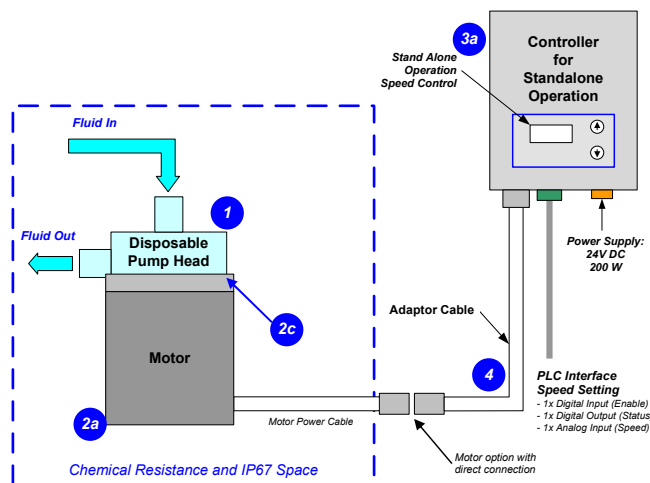 3a
Controller
for
Standalone
Operation
Stand Alone
Operation
Speed Control
Fluid In
1
Fluid Out
Disposable
Pump Head
Power Supply:
24V DC
200 W
2c
Adaptor Cable
Motor
4
PLC Interface
Speed Setting
- 1x Digital Input (Enable)
- 1x Digital Output (Status
- 1x Analog Input (Speed)
2a
Motor Power Cable
Motor option with
direct connection
Chemical Resistance and IP67 Space